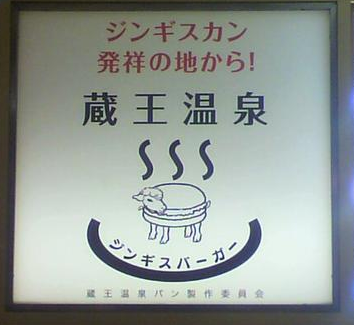 ジンギスカン
発祥の地から!
蔵王温泉
ジンギスバーガー
蔵王温泉パン製作委員会